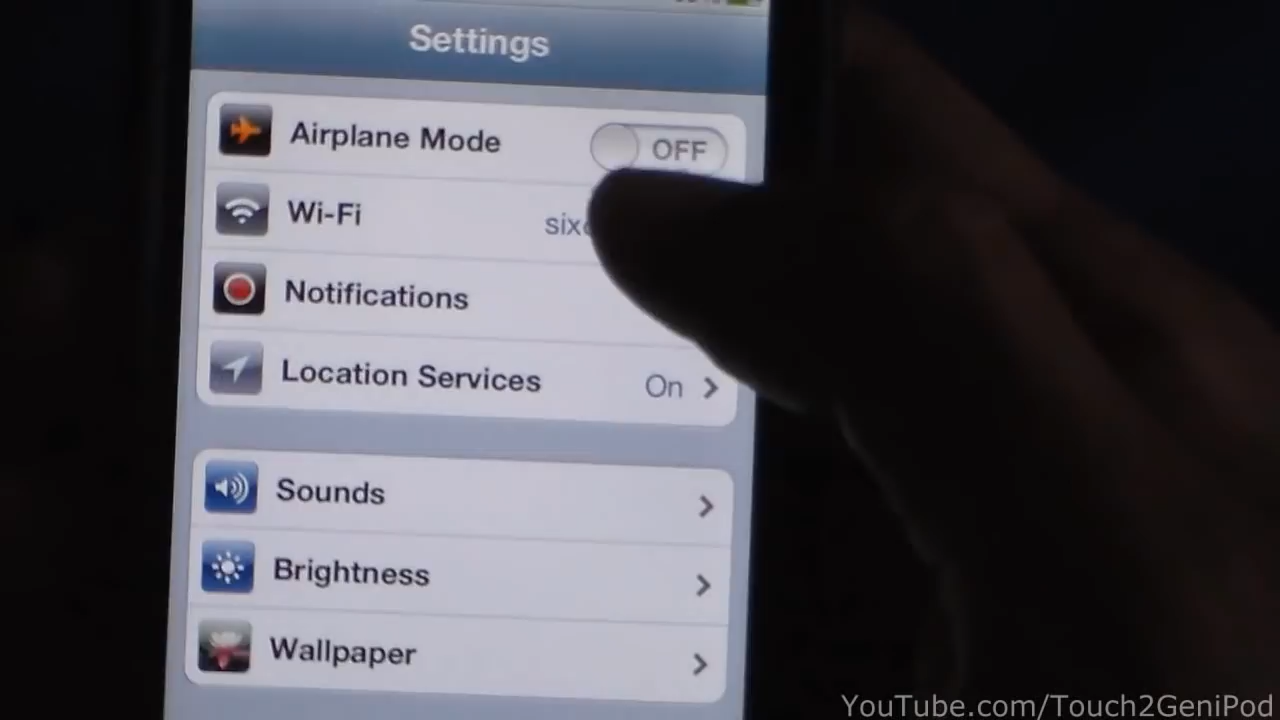 Settings
Airplane Mode OFF
Wi-Fi
Notifications
Location Services On
Sounds
Brightness
Wallpaper
YouTube.com/Touch2GeniPod